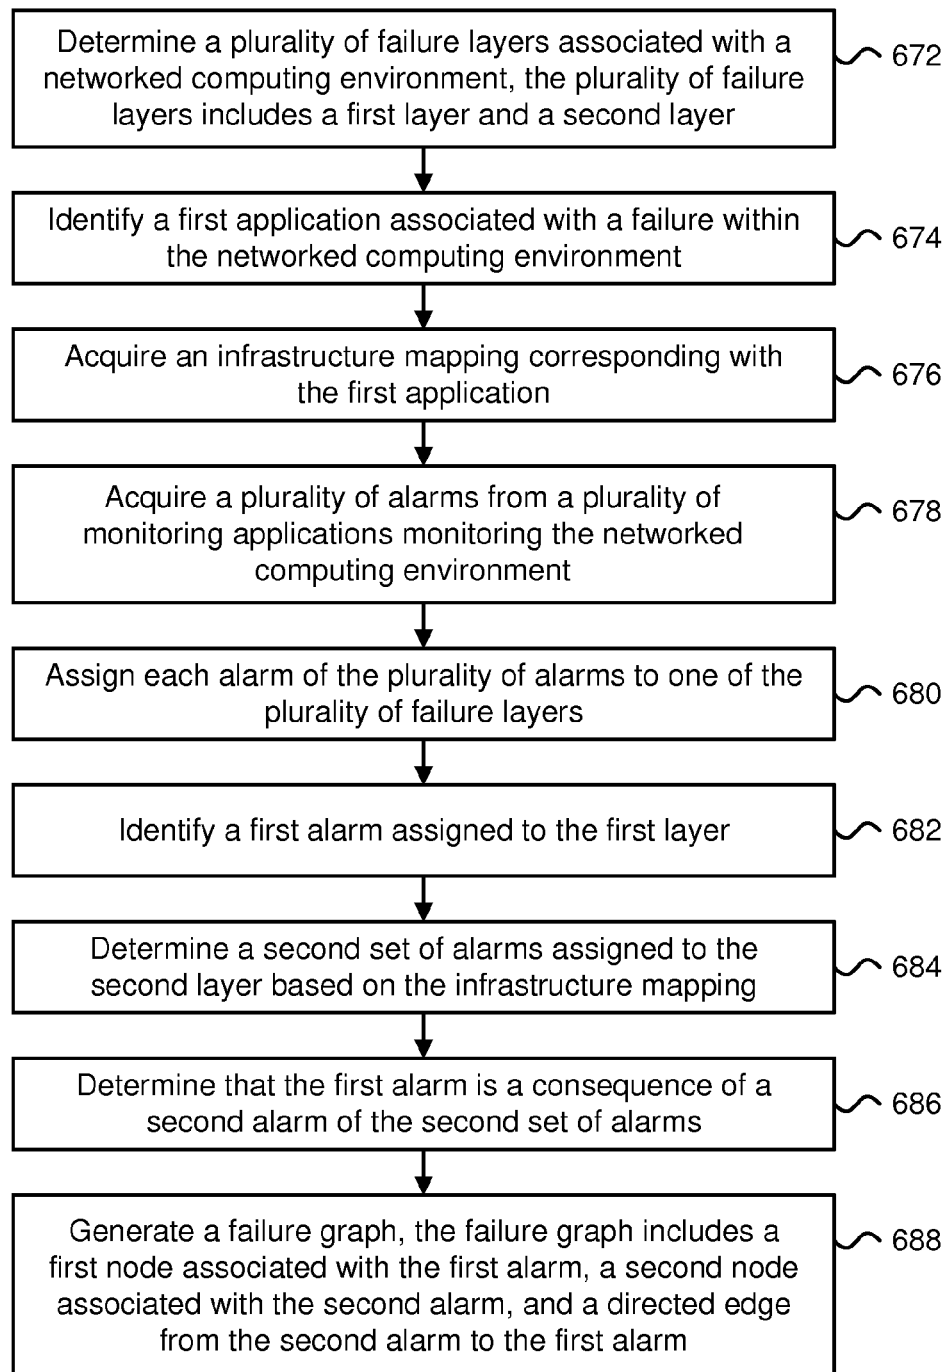 Determine a plurality of failure layers associated with a
networked computing environment, the plurality of failure
layers includes a first layer and a second layer
672
Identify a first application associated with a failure within
the networked computing environment
674
Acquire an infrastructure mapping corresponding with
the first application
676
Acquire a plurality of alarms from a plurality of
monitoring applications monitoring the networked
computing environment
678
Assign each alarm of the plurality of alarms to one of the
plurality of failure layers
680
Identify a first alarm assigned to the first layer
682
Determine a second set of alarms assigned to the
second layer based on the infrastructure mapping
684
Determine that the first alarm is a consequence of a
second alarm of the second set of alarms
686
Generate a failure graph, the failure graph includes a
first node associated with the first alarm, a second node
associated with the second alarm, and a directed edge
from the second alarm to the first alarm
688